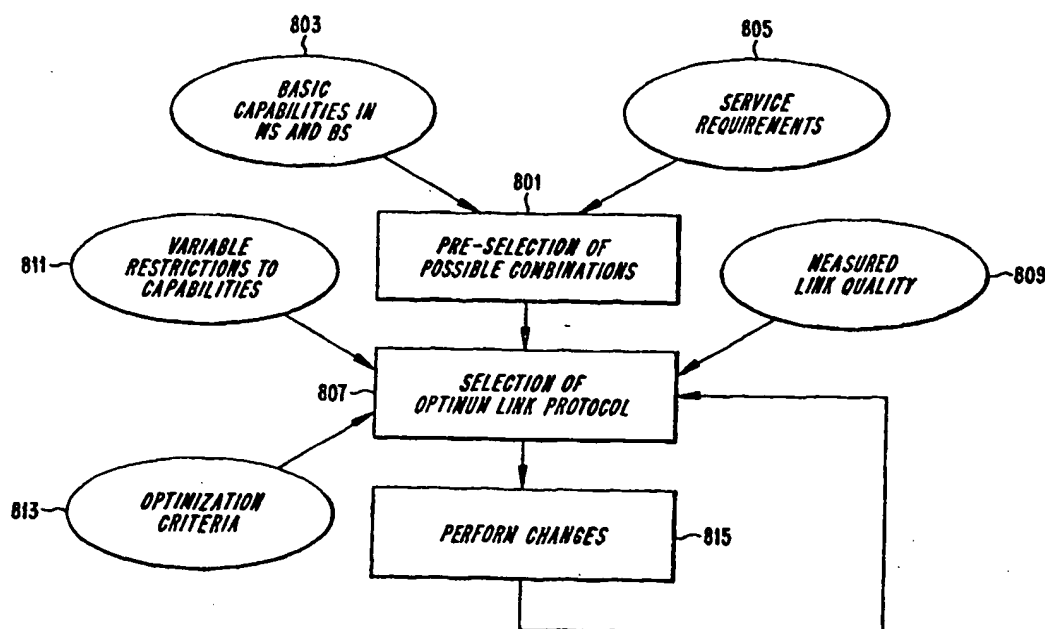 803
BASIC
CAPABILITIES IN
MS AND BS
805
SERVICE
REQUIREMENTS
801
PRE-SELECTION OF
POSSIBLE COMBINATIONS
811
VARIABLE
RESTRICTIONS TO
CAPABILITIES
MEASURED
LINK QUALITY
809
807
SELECTION OF
OPTIMUM LINK PROTOCOL
813
OPTIMIZATION
CRITERIA
PERFORM CHANGES
815